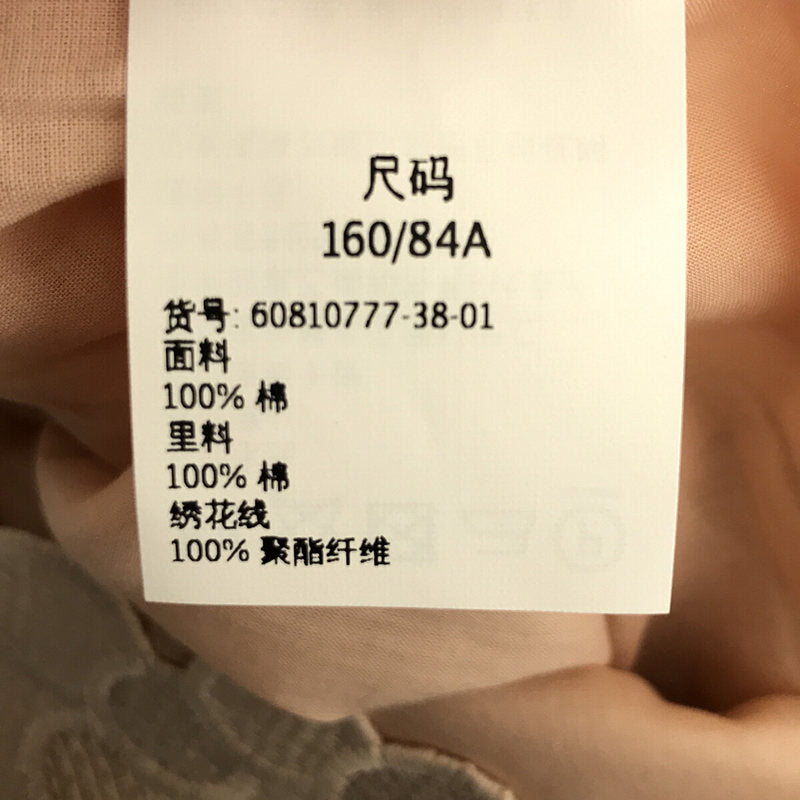 尺码
160/84A
货号: 60810777-38-01
面料
100% 棉
里料
100% 棉
绣花线
100% 聚酯纤维